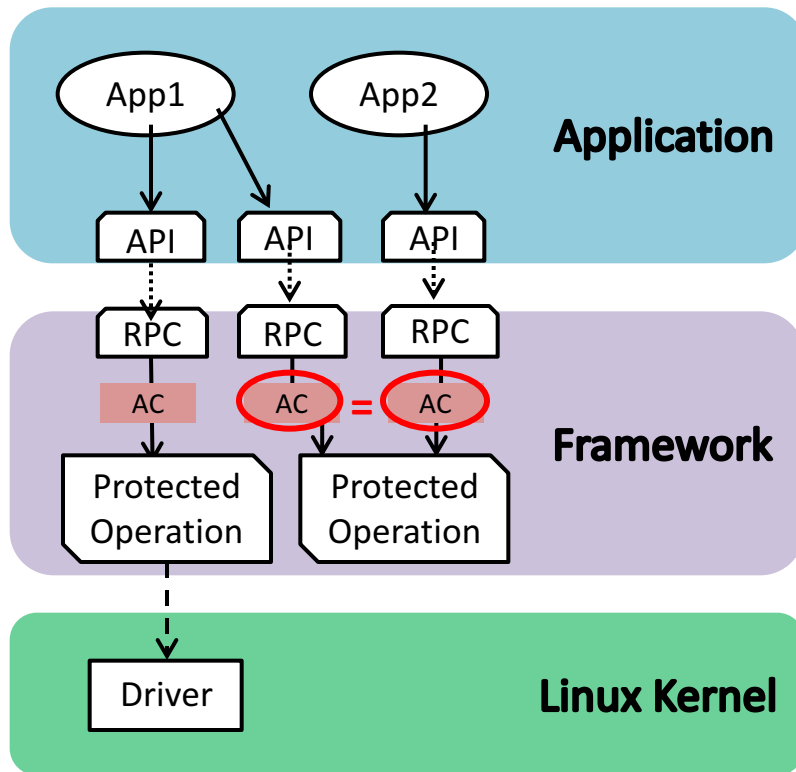 App1
App2
Application
API
API
API
RPC
RPC
RPC
AC
AC
=
AC
Framework
Protected
Operation
Protected
Operation
Driver
Linux Kernel